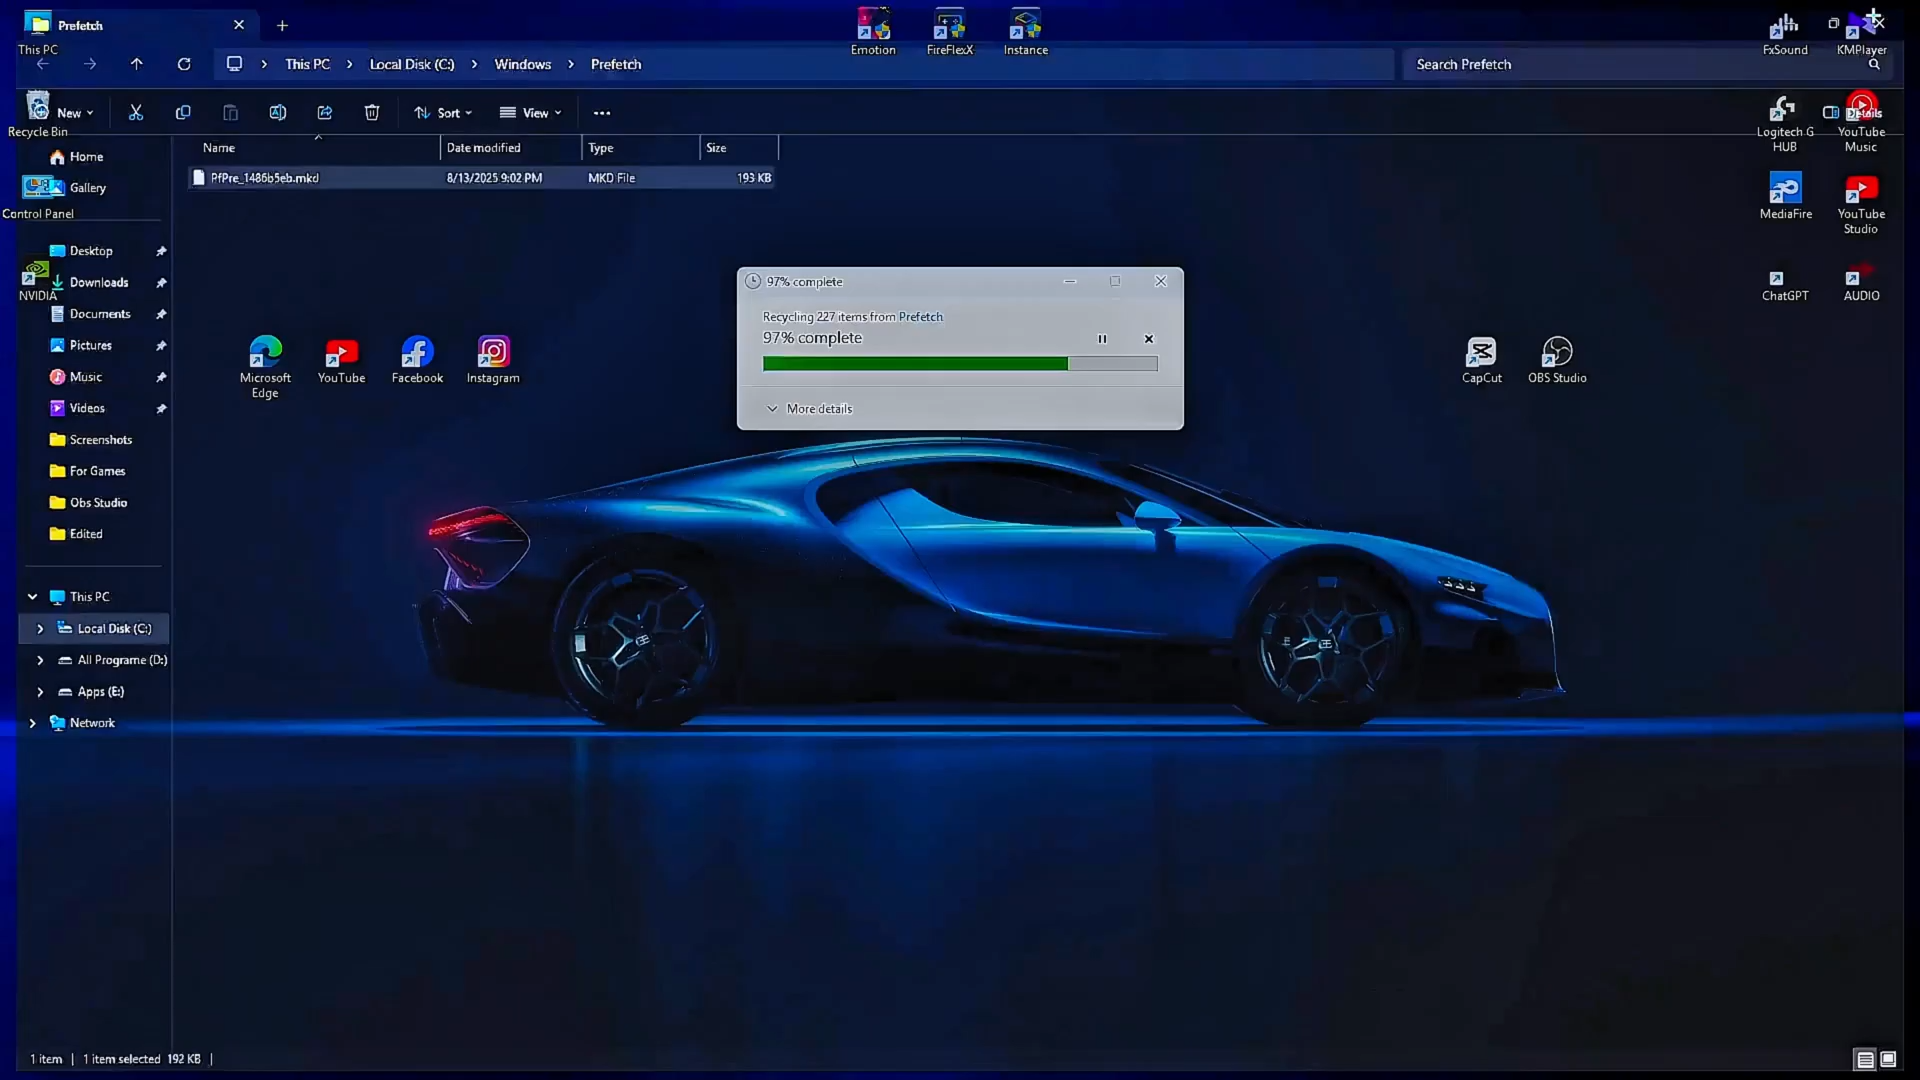 Prefetch
This PC
Emotion
FireFlexX
Instance
FxSound
KMPlayer
This PC
Local Disk (C:)
Windows
Prefetch
Search Prefetch
Recycle Bin
New
Sort
View
Details
Logitech G
HUB
YouTube
Music
Name
Date modified
Type
Size
PfPre_1486b5eb.mkd
8/13/2025 9:02 PM
MKD File
193 KB
Home
Gallery
Control Panel
Desktop
NVIDIA
Downloads
Documents
Pictures
Music
Videos
Screenshots
For Games
Obs Studio
Edited
This PC
Local Disk (C:)
All Programe (D:)
Apps (E:)
Network
MediaFire
YouTube
Studio
ChatGPT
AUDIO
97% complete
Recycling 227 items from Prefetch
97% complete
More details
Microsoft
Edge
YouTube
Facebook
Instagram
CapCut
OBS Studio
1 item
1 item selected 192 KB